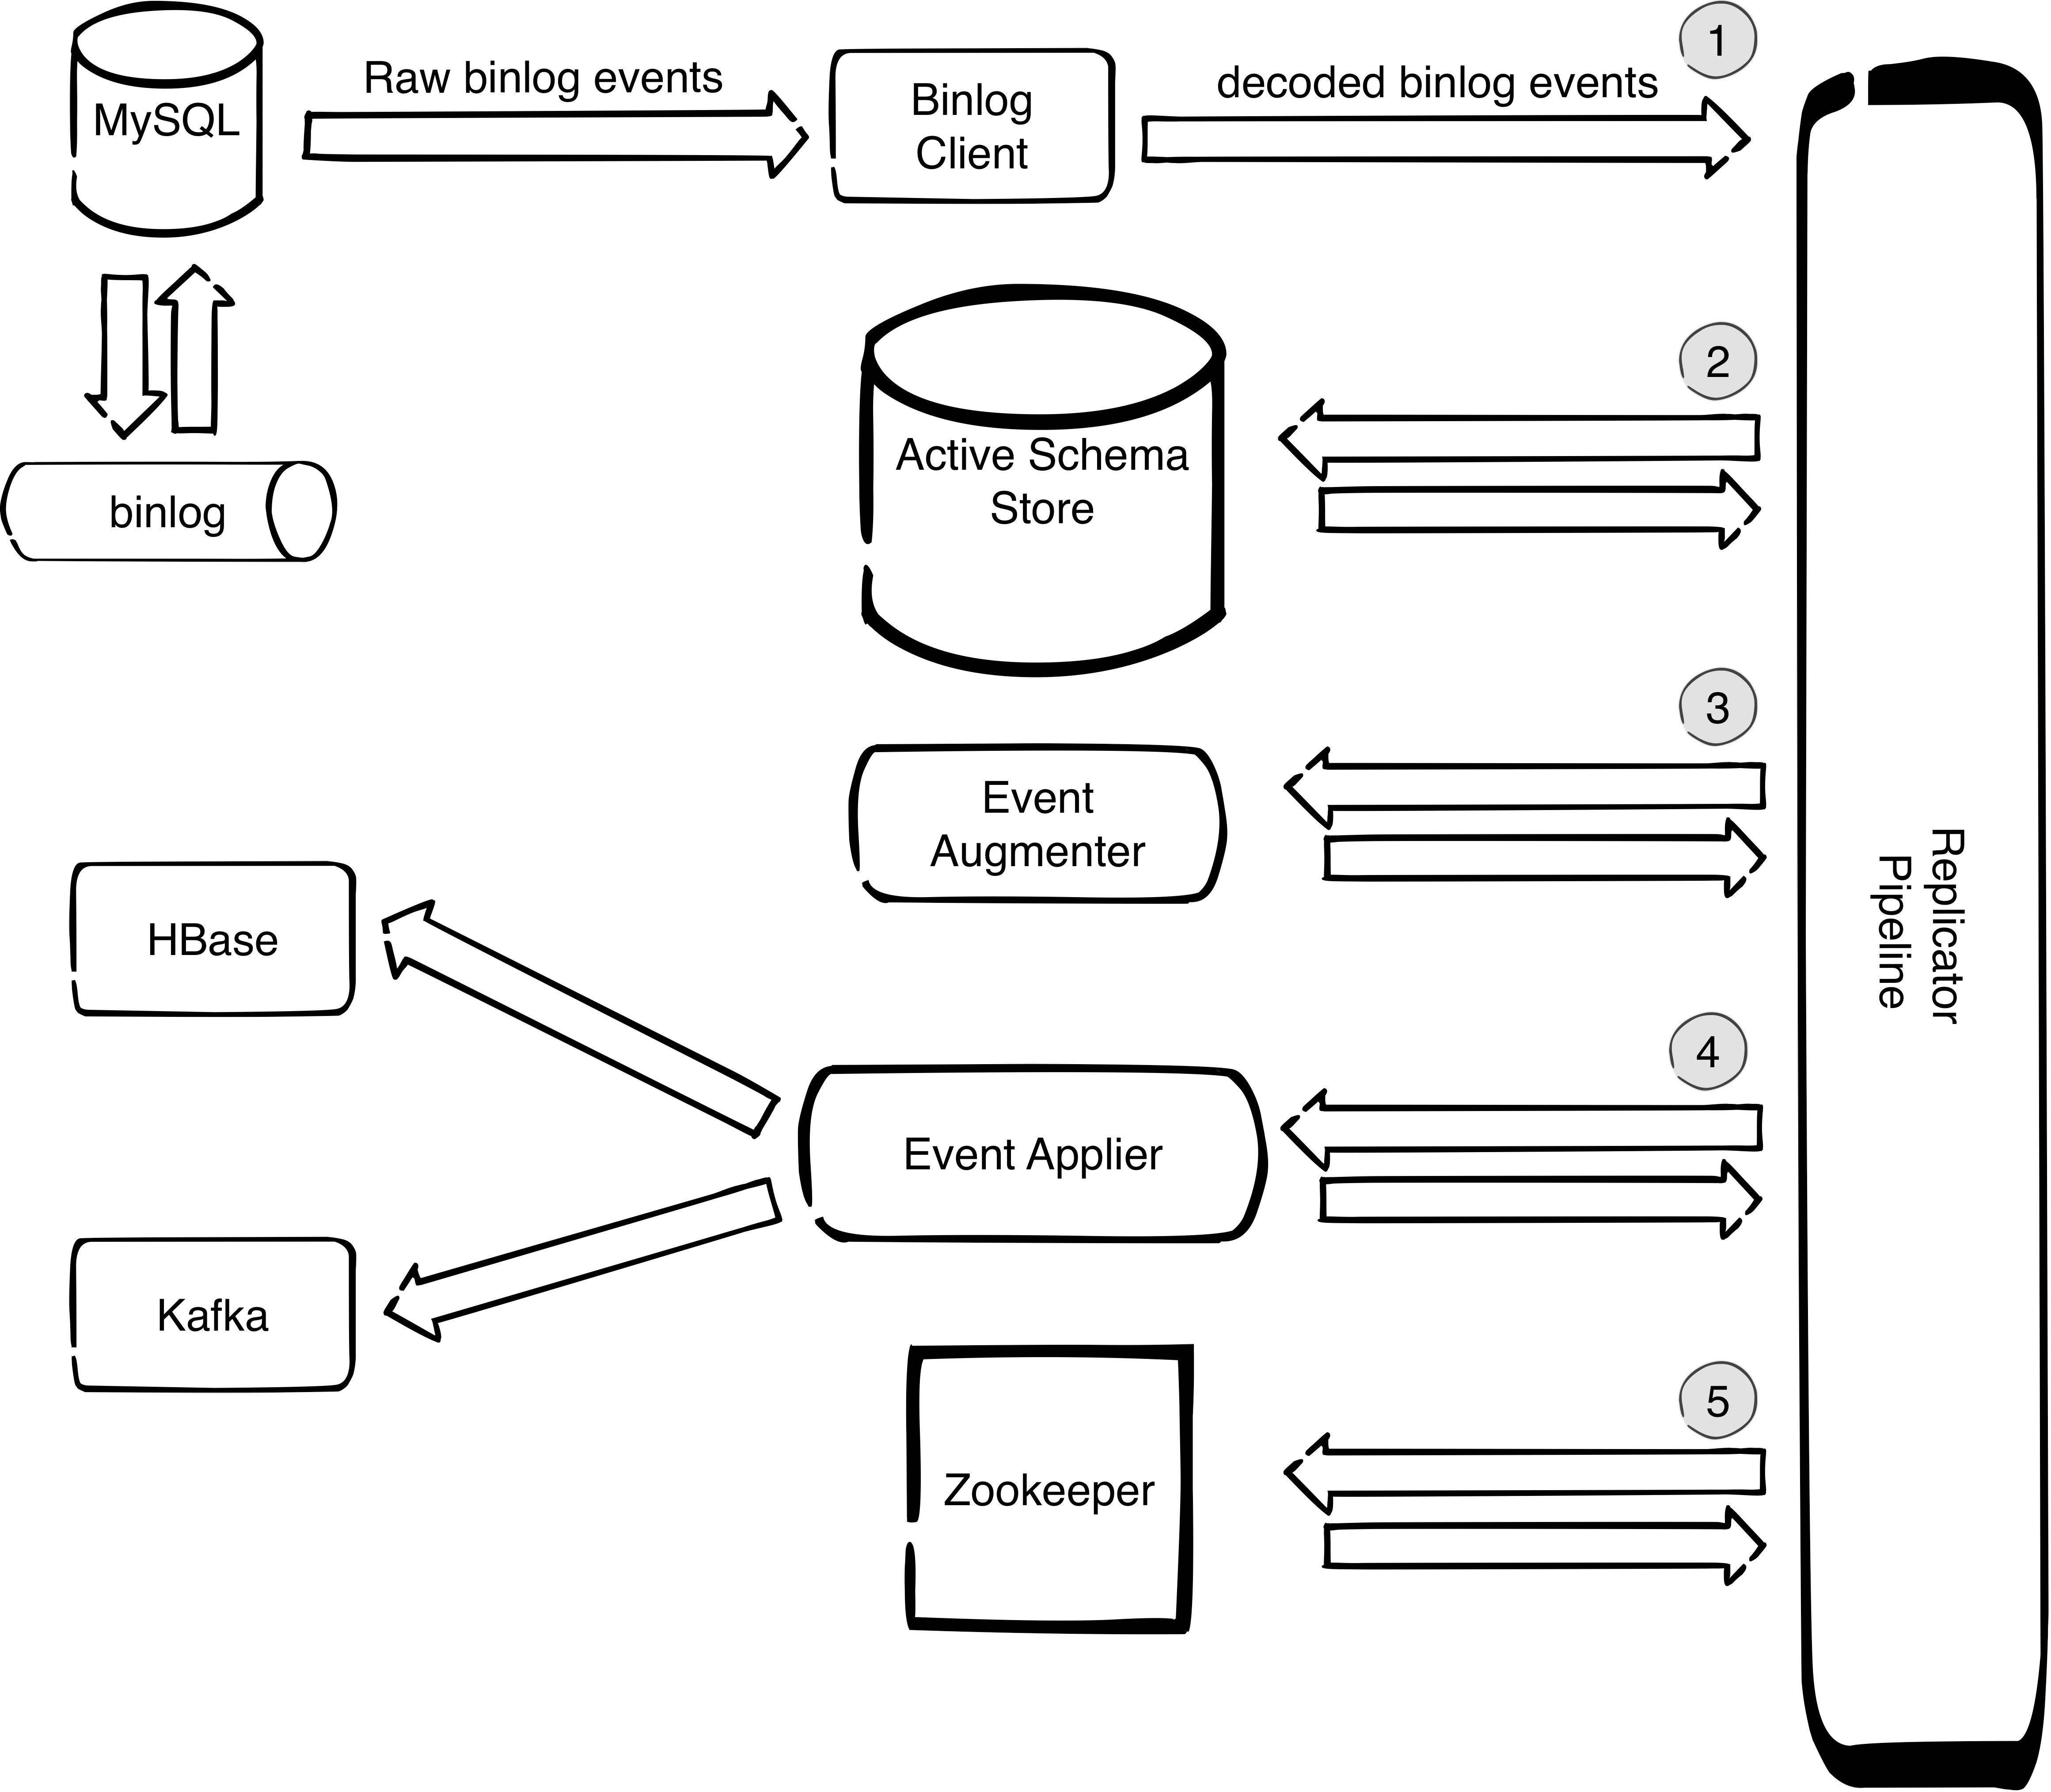 MySQL
Raw binlog events
Binlog
Client
decoded binlog events
1
binlog
Active Schema
Store
2
Event
Augmenter
3
Replicator
Pipeline
HBase
Event Applier
4
Kafka
Zookeeper
5